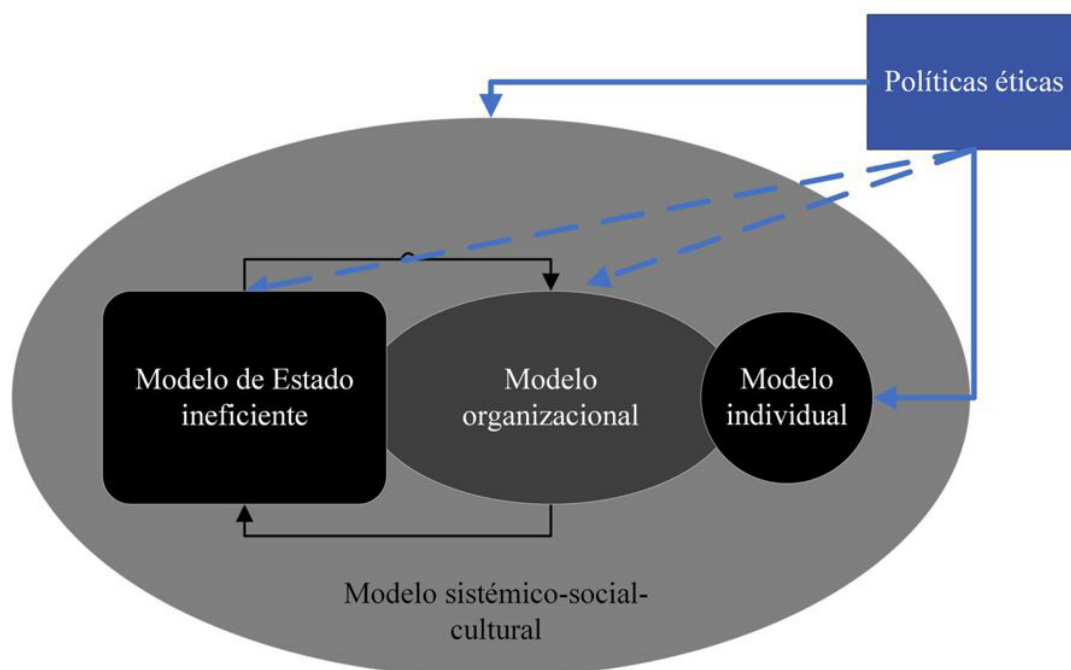 Políticas éticas
Modelo de Estado
ineficiente
Modelo
organizacional
Modelo
individual
Modelo sistémico-social-
cultural